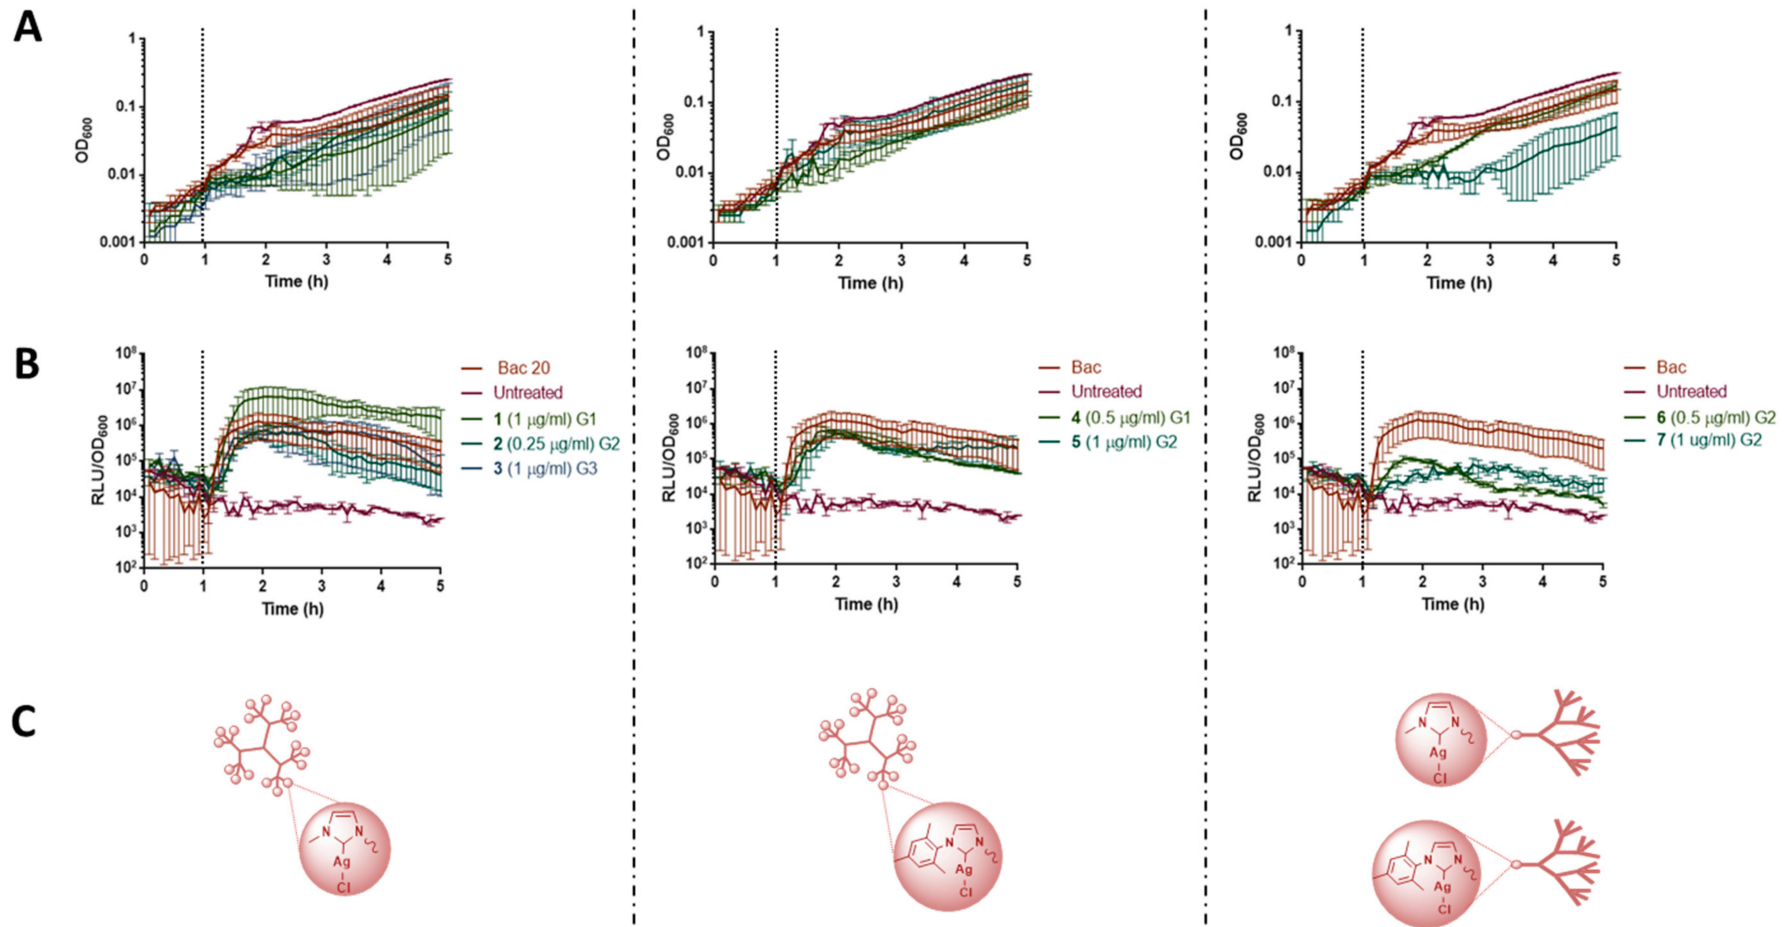 A
1
0.1
0.01
0.001
OD600
0 1 2 3 4 5
Time (h)
1
0.1
0.01
0.001
OD600
0 1 2 3 4 5
Time (h)
1
0.1
0.01
0.001
OD600
0 1 2 3 4 5
Time (h)
B
10^8
10^7
10^6
10^5
10^4
10^3
10^2
RLU/OD600
0 1 2 3 4 5
Time (h)
Bac 20
Untreated
1 (1 µg/ml) G1
2 (0.25 µg/ml) G2
3 (1 µg/ml) G3
10^8
10^7
10^6
10^5
10^4
10^3
10^2
RLU/OD600
0 1 2 3 4 5
Time (h)
Bac
Untreated
4 (0.5 µg/ml) G1
5 (1 µg/ml) G2
10^8
10^7
10^6
10^5
10^4
10^3
10^2
RLU/OD600
0 1 2 3 4 5
Time (h)
Bac
Untreated
6 (0.5 µg/ml) G2
7 (1 ug/ml) G2
C
N N
Ag
Cl
N N
Ag
Cl
N N
Ag
Cl
N N
Ag
Cl